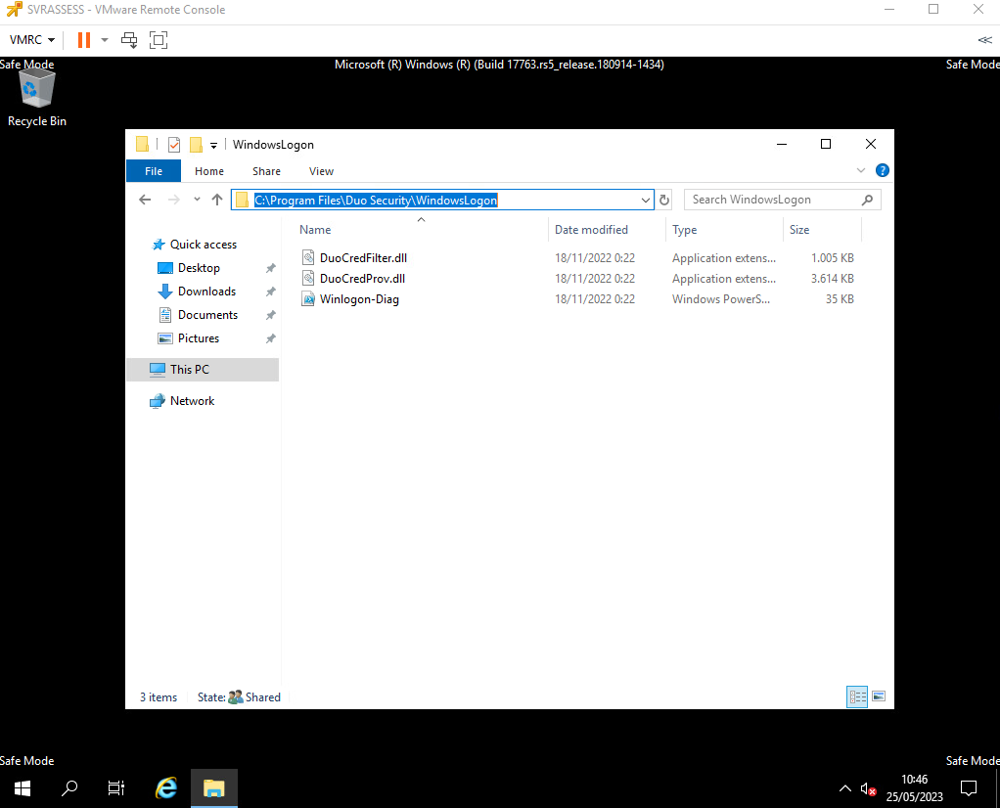 SVRASSESS - VMware Remote Console
VMRC
Safe Mode
Microsoft (R) Windows (R) (Build 17763.rs5_release.180914-1434)
Safe Mode
Recycle Bin
WindowsLogon
File Home Share View
C:\Program Files\Duo Security\WindowsLogon
Search WindowsLogon
Name Date modified Type Size
Quick access
Desktop
Downloads
Documents
Pictures
This PC
Network
DuoCredFilter.dll 18/11/2022 0:22 Application extens... 1.005 KB
DuoCredProv.dll 18/11/2022 0:22 Application extens... 3.614 KB
Winlogon-Diag 18/11/2022 0:22 Windows PowerS... 35 KB
3 items State: Shared
Safe Mode
Safe Mode
10:46
25/05/2023